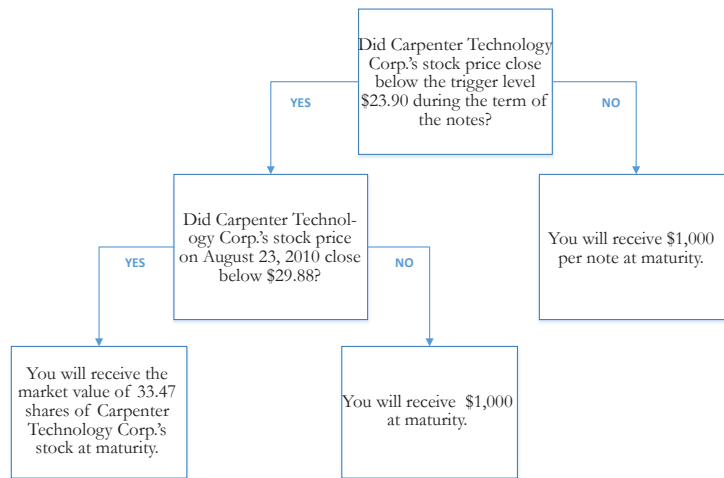 Did Carpenter Technology
Corp.'s stock price close
below the trigger level
$23.90 during the term of
the notes?
YES
NO
Did Carpenter Technol-
ogy Corp.'s stock price
on August 23, 2010 close
below $29.88?
You will receive $1,000
per note at maturity.
YES
NO
You will receive the
market value of 33.47
shares of Carpenter
Technology Corp.'s
stock at maturity.
You will receive $1,000
at maturity.